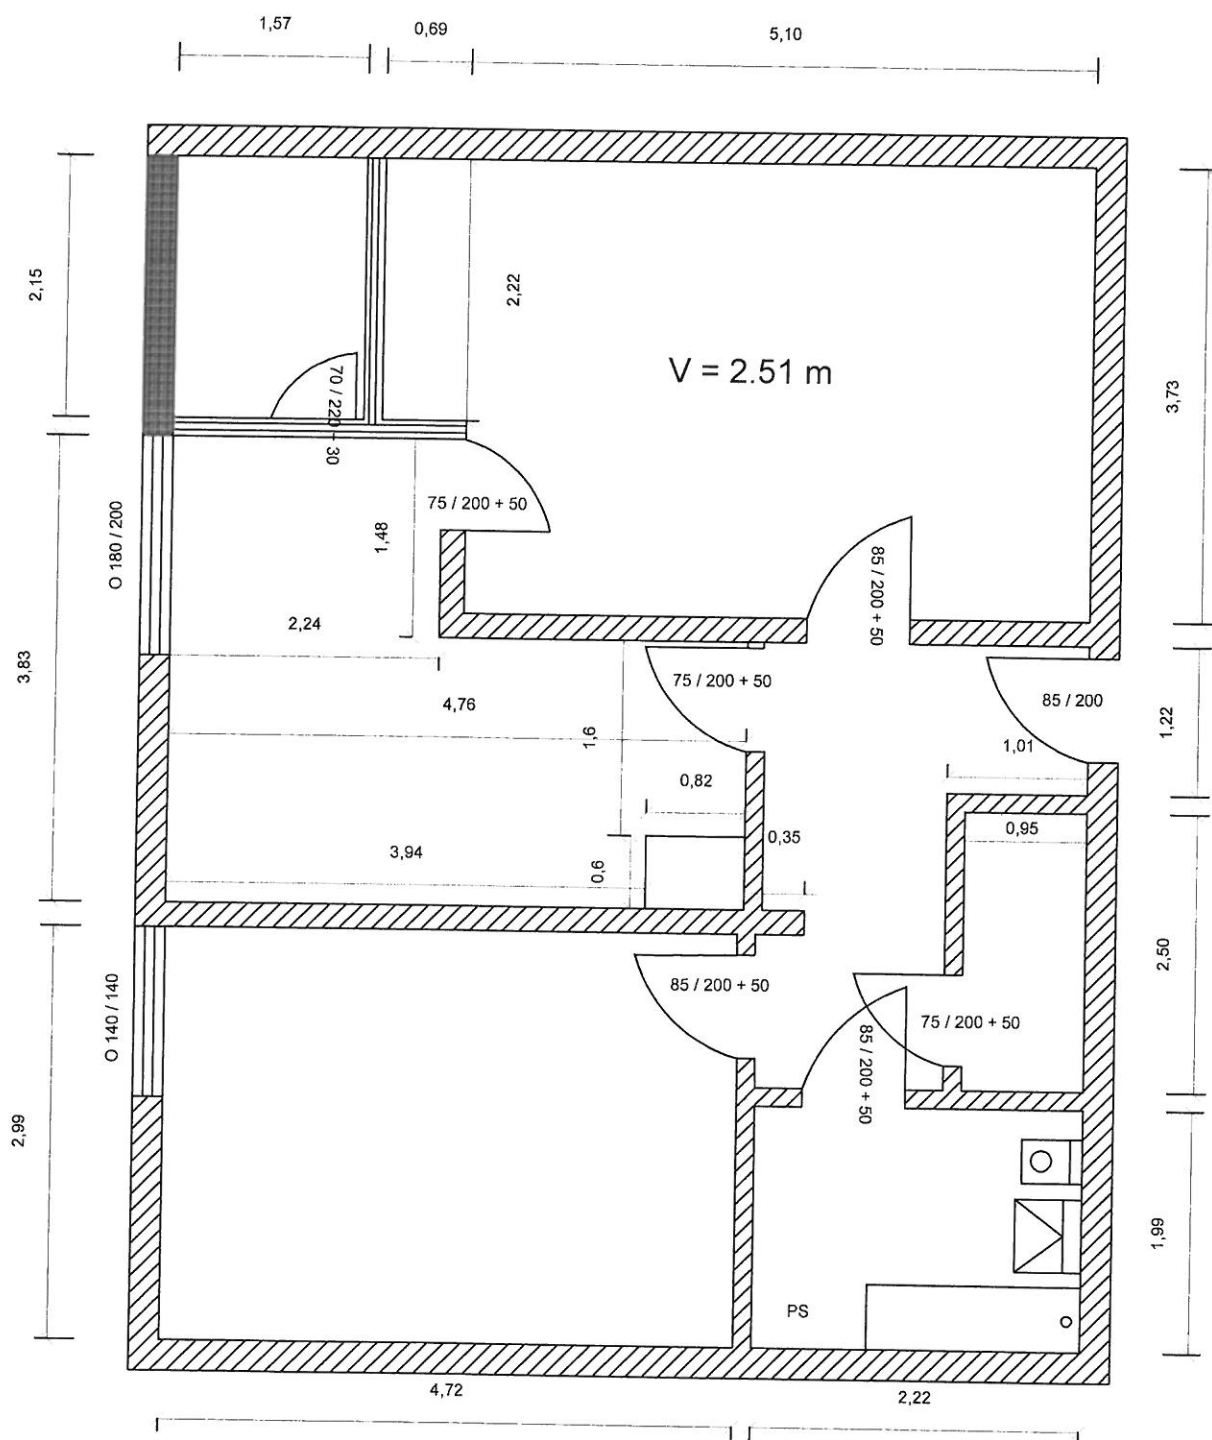 1,57
0,69
5,10
2,15
2,22
V = 2.51 m
3,73
70 / 220 - 30
75 / 200 + 50
O 180 / 200
1,48
85 / 200 + 50
2,24
3,83
75 / 200 + 50
85 / 200
4,76
1,6
1,22
1,01
0,82
0,95
0,35
3,94
0,6
2,50
85 / 200 + 50
O 140 / 140
75 / 200 + 50
85 / 200 + 50
2,99
1,99
PS
4,72
2,22